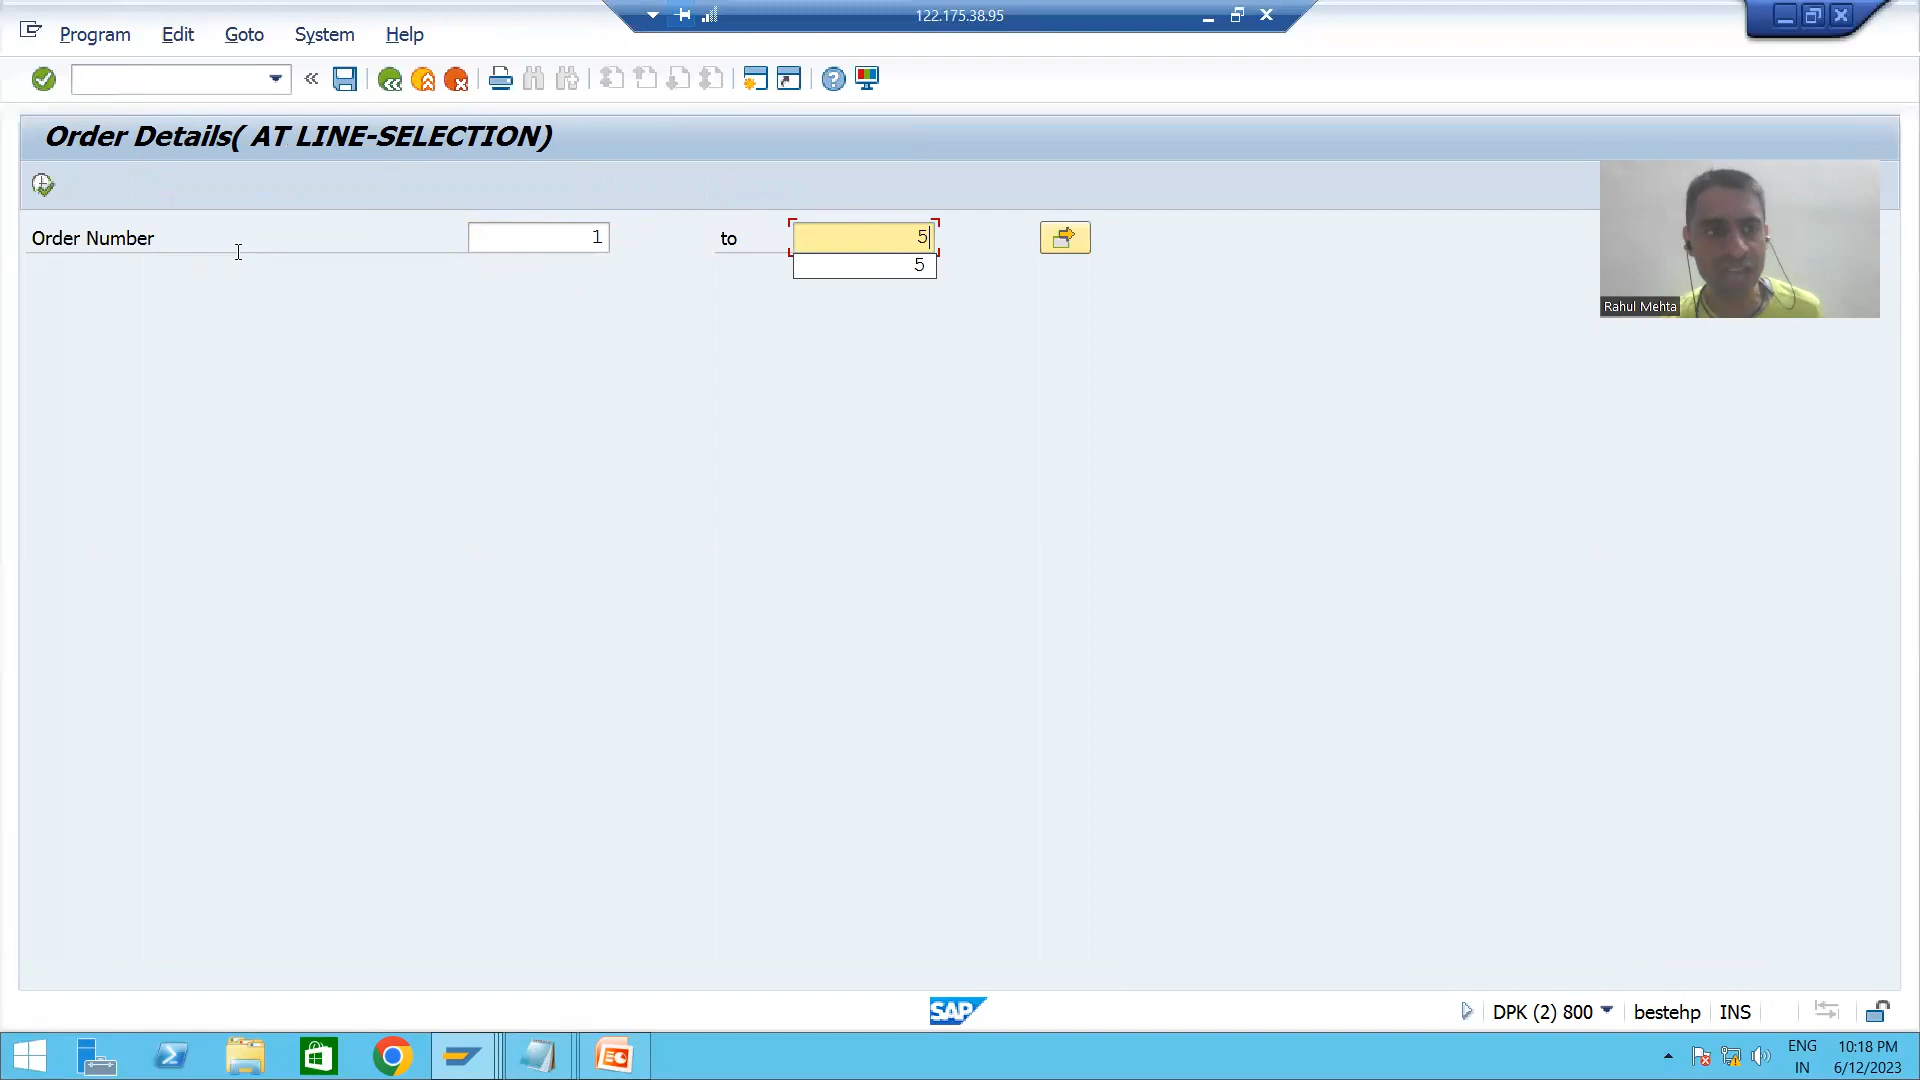 122.175.38.95
Program Edit Goto System Help
Order Details( AT LINE-SELECTION)
Order Number 1 to 5
5
Rahul Mehta
SAP
DPK (2) 800 bestehp INS
ENG 10:18 PM
IN 6/12/2023